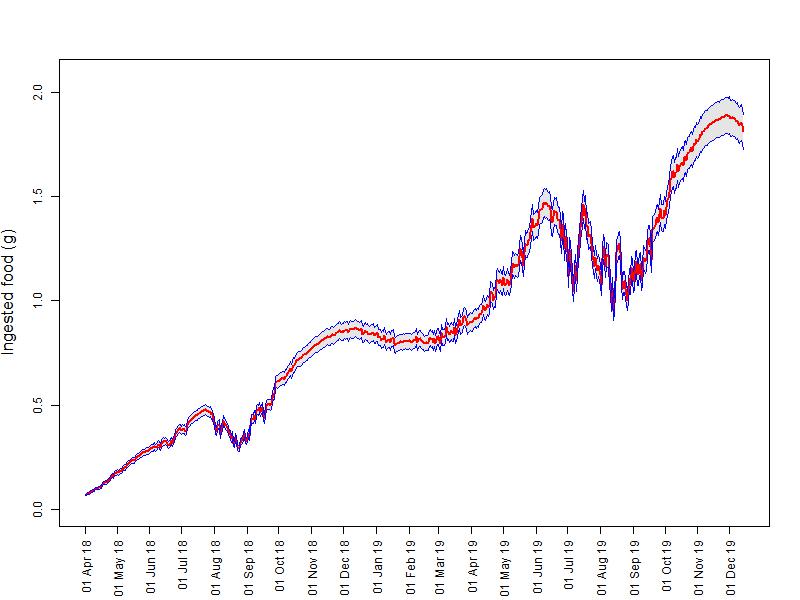 Ingested food (g)
2.0
1.5
1.0
0.5
0.0
01 Apr 18
01 May 18
01 Jun 18
01 Jul 18
01 Aug 18
01 Sep 18
01 Oct 18
01 Nov 18
01 Dec 18
01 Jan 19
01 Feb 19
01 Mar 19
01 Apr 19
01 May 19
01 Jun 19
01 Jul 19
01 Aug 19
01 Sep 19
01 Oct 19
01 Nov 19
01 Dec 19